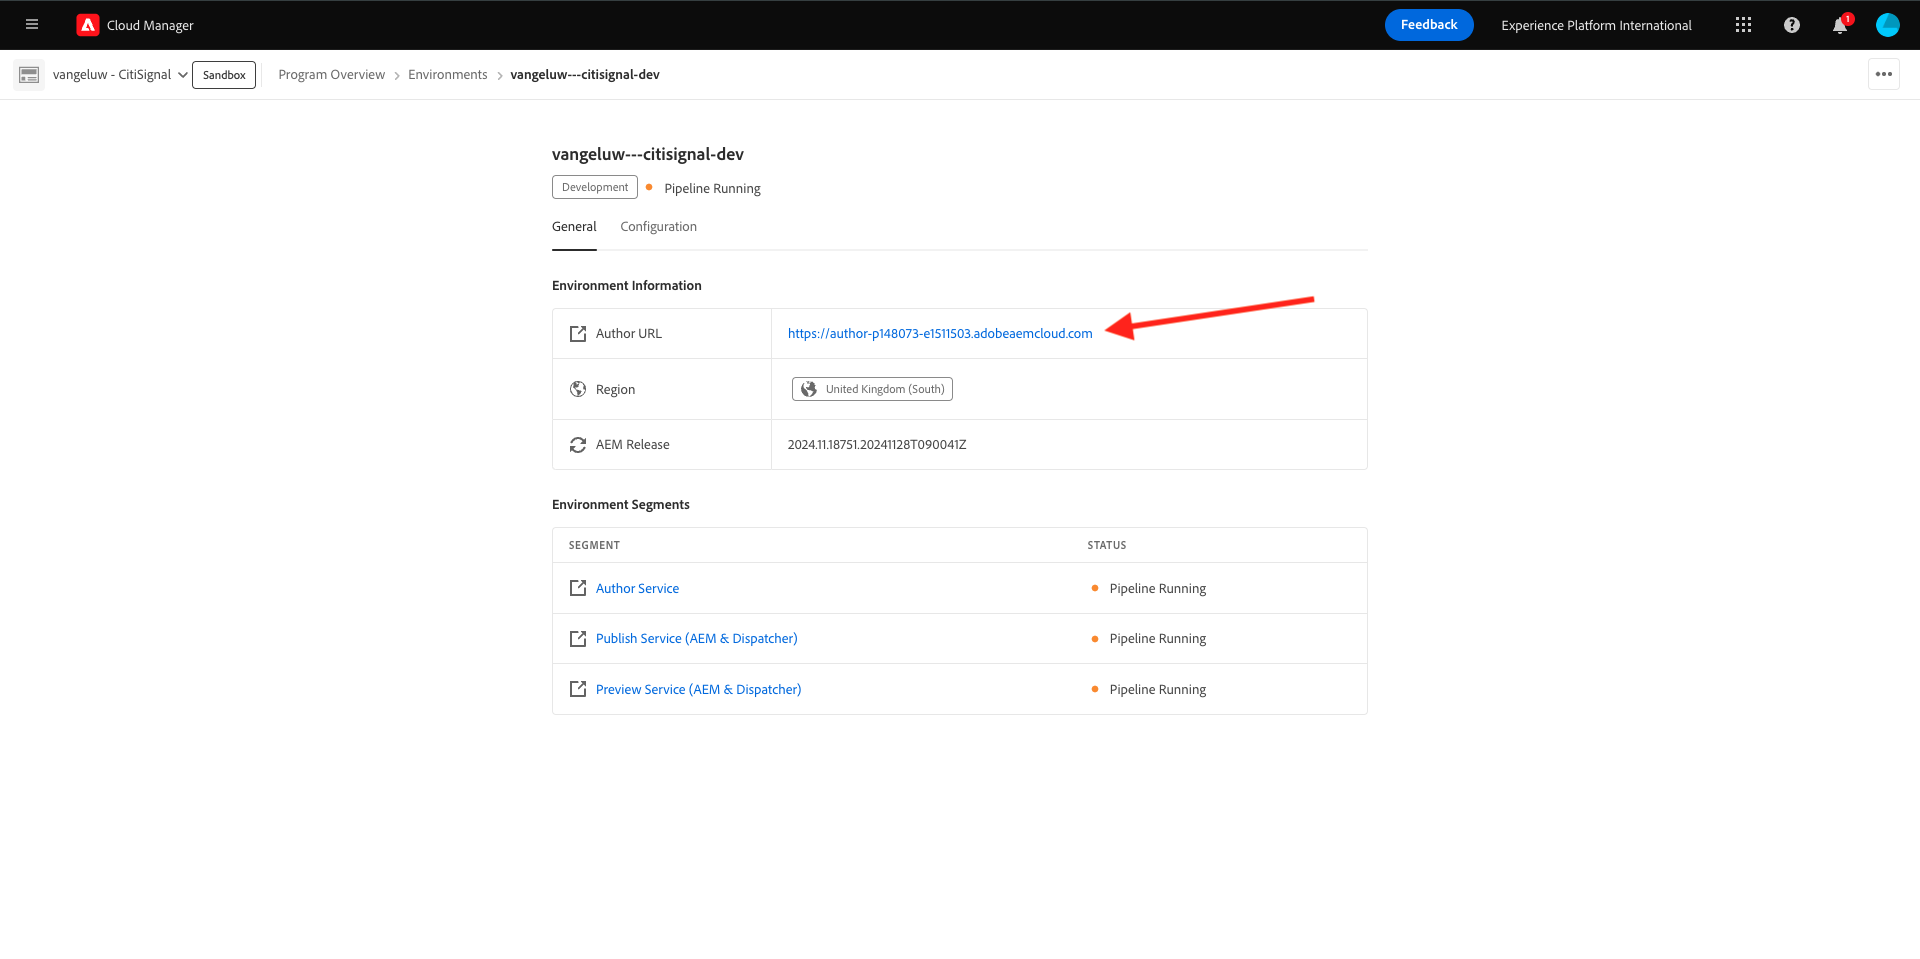 Cloud Manager
Feedback
Experience Platform International
1
vangeluw - CitiSignal
Sandbox
Program Overview
Environments
vangeluw---citisignal-dev
vangeluw---citisignal-dev
Development
Pipeline Running
General
Configuration
Environment Information
Author URL
https://author-p148073-e1511503.adobeaemcloud.com
Region
United Kingdom (South)
AEM Release
2024.11.18751.20241128T090041Z
Environment Segments
SEGMENT
STATUS
Author Service
Pipeline Running
Publish Service (AEM & Dispatcher)
Pipeline Running
Preview Service (AEM & Dispatcher)
Pipeline Running